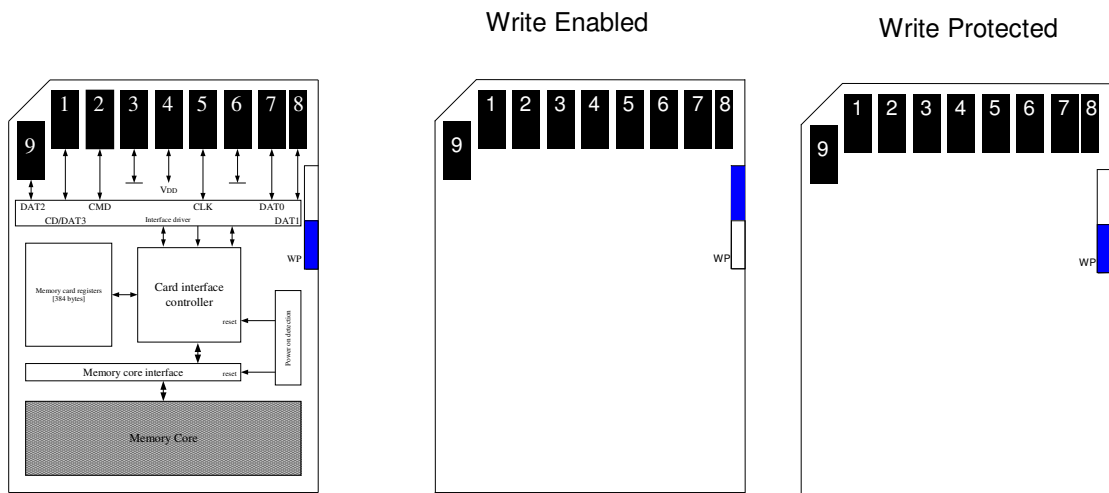 Write Enabled
Write Protected
1 2 3 4 5 6 7 8
9
VDD
DAT2 CMD CLK DAT0
CD/DAT3 Interface driver DAT1
WP
Memory card registers
[384 bytes]
Card interface
controller
reset
Power on detection
Memory core interface
reset
Memory Core
1 2 3 4 5 6 7 8
9
WP
1 2 3 4 5 6 7 8
9
WP